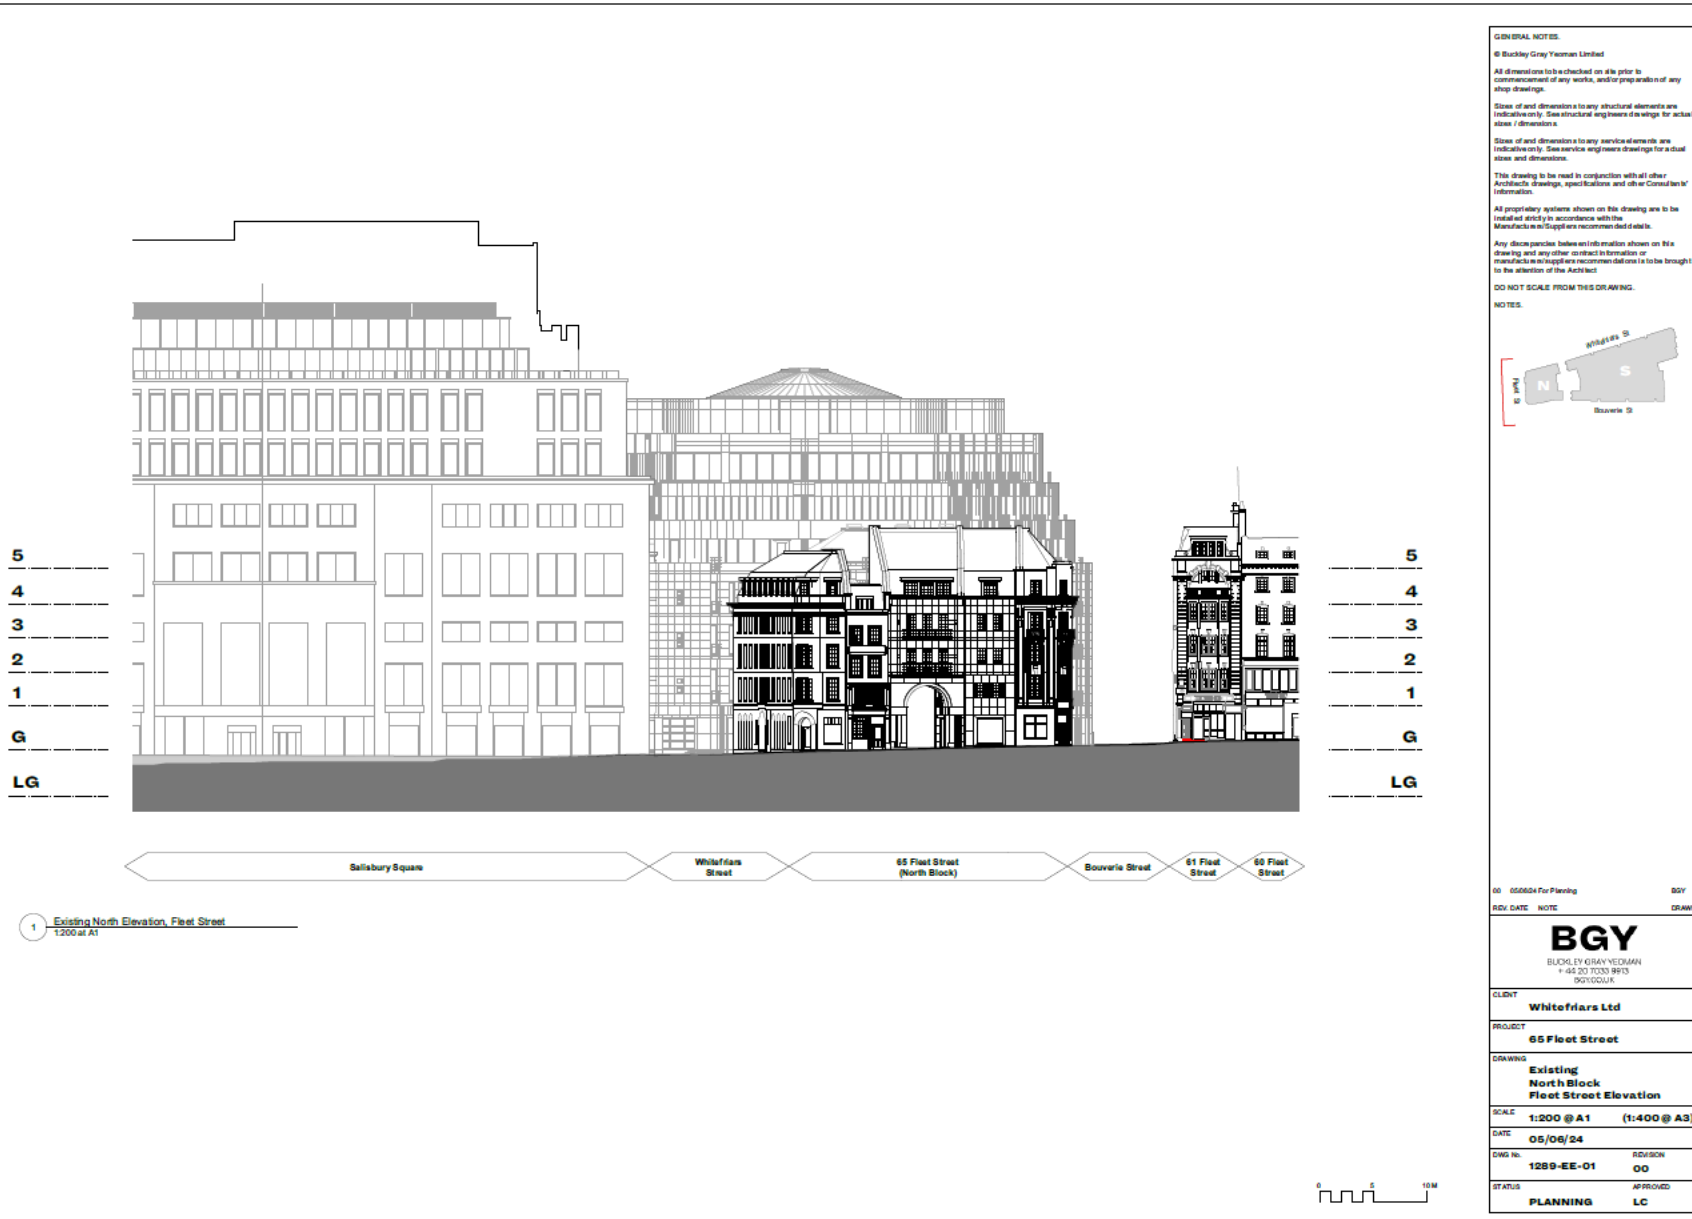 GENERAL NOTES.
© Buckley Gray Yeoman Limited
All dimensions to be checked on site prior to
commencement of any works, and/or preparation of any
shop drawings.
Sizes of and dimensions to any structural elements are
indicative only. See structural engineers drawings for actual
sizes / dimensions.
Sizes of and dimensions to any service elements are
indicative only. See service engineers drawings for actual
sizes and dimensions.
This drawing to be read in conjunction with all other
Architect's drawings, specifications and other Consultants'
information.
All proprietary systems shown on this drawing are to be
installed strictly in accordance with the
Manufacturers/Suppliers recommended details.
Any discrepancies between information shown on this
drawing and any other contract information or
manufacturers/suppliers recommendations is to be brought
to the attention of the Architect
DO NOT SCALE FROM THIS DRAWING.
NOTES.
Whitefriars St
Fleet St
N
S
Bouverie St
5
4
3
2
1
G
LG
5
4
3
2
1
G
LG
Salisbury Square
Whitefriars
Street
65 Fleet Street
(North Block)
Bouverie Street
61 Fleet
Street
60 Fleet
Street
1
Existing North Elevation, Fleet Street
1:200 at A1
00 05/06/24 For Planning BGY
REV. DATE NOTE DRAW
BGY
BUCKLEY GRAY YEOMAN
+ 44 20 7033 9913
BGY.CO.UK
CLIENT
Whitefriars Ltd
PROJECT
65 Fleet Street
DRAWING
Existing
North Block
Fleet Street Elevation
SCALE
1:200 @ A1 (1:400 @ A3)
DATE
05/06/24
DWG No. REVISION
1289-EE-01 00
STATUS APPROVED
PLANNING LC
0 5 10M